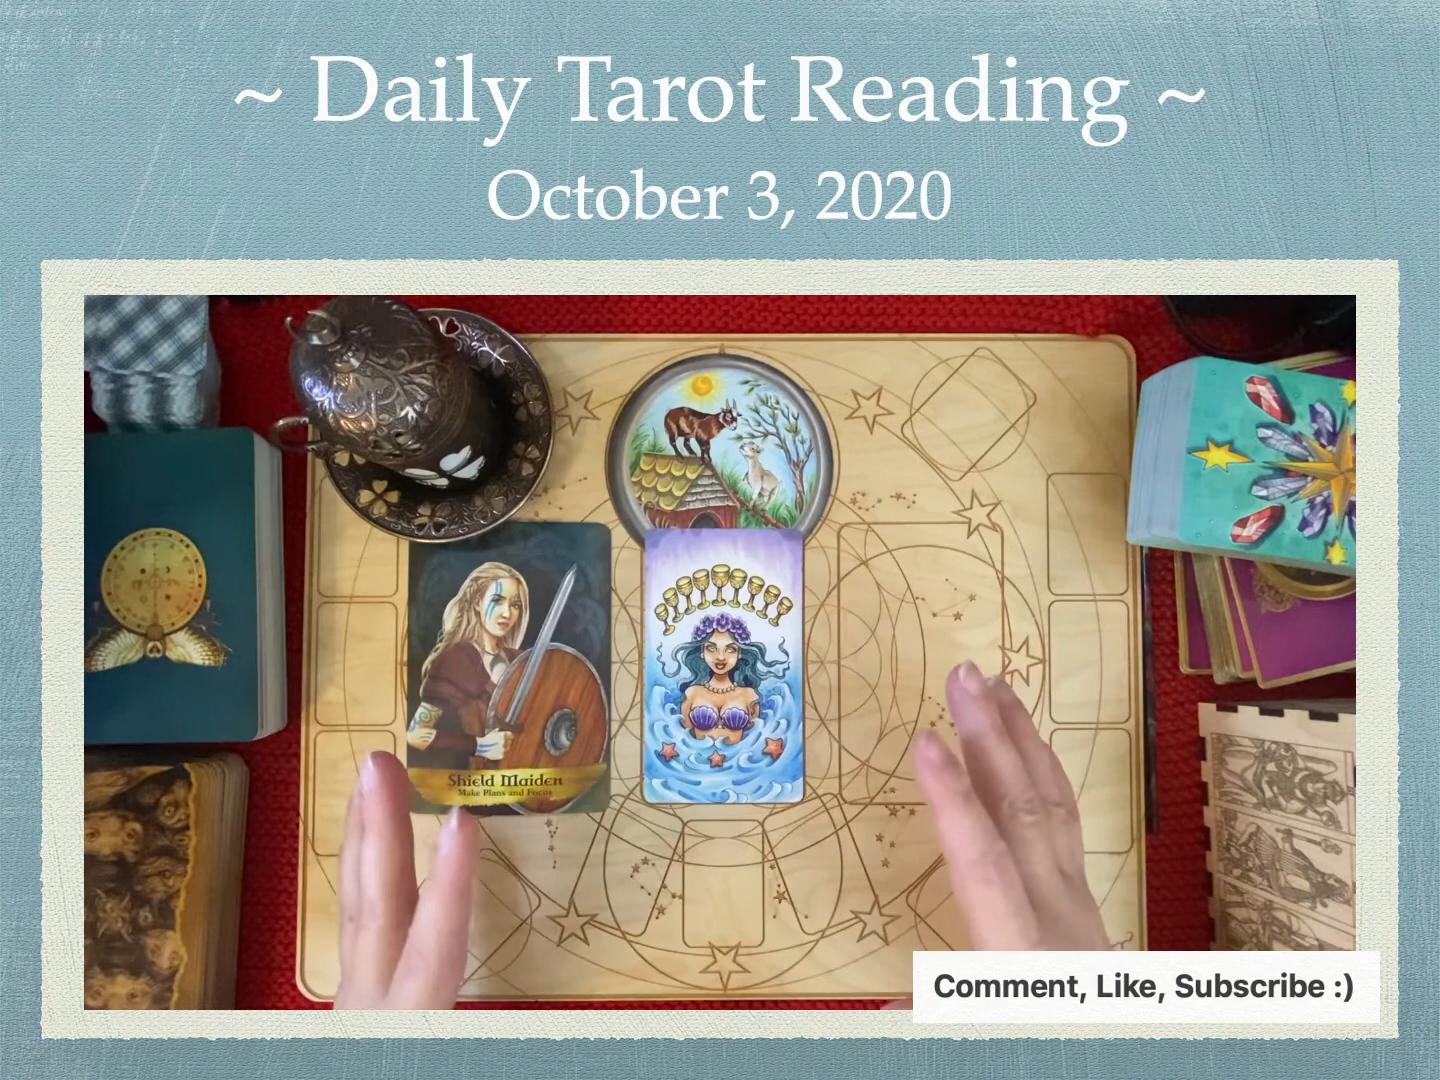 ~ Daily Tarot Reading ~
October 3, 2020
Shield Maiden
Make Plans and Focus
Comment, Like, Subscribe :)